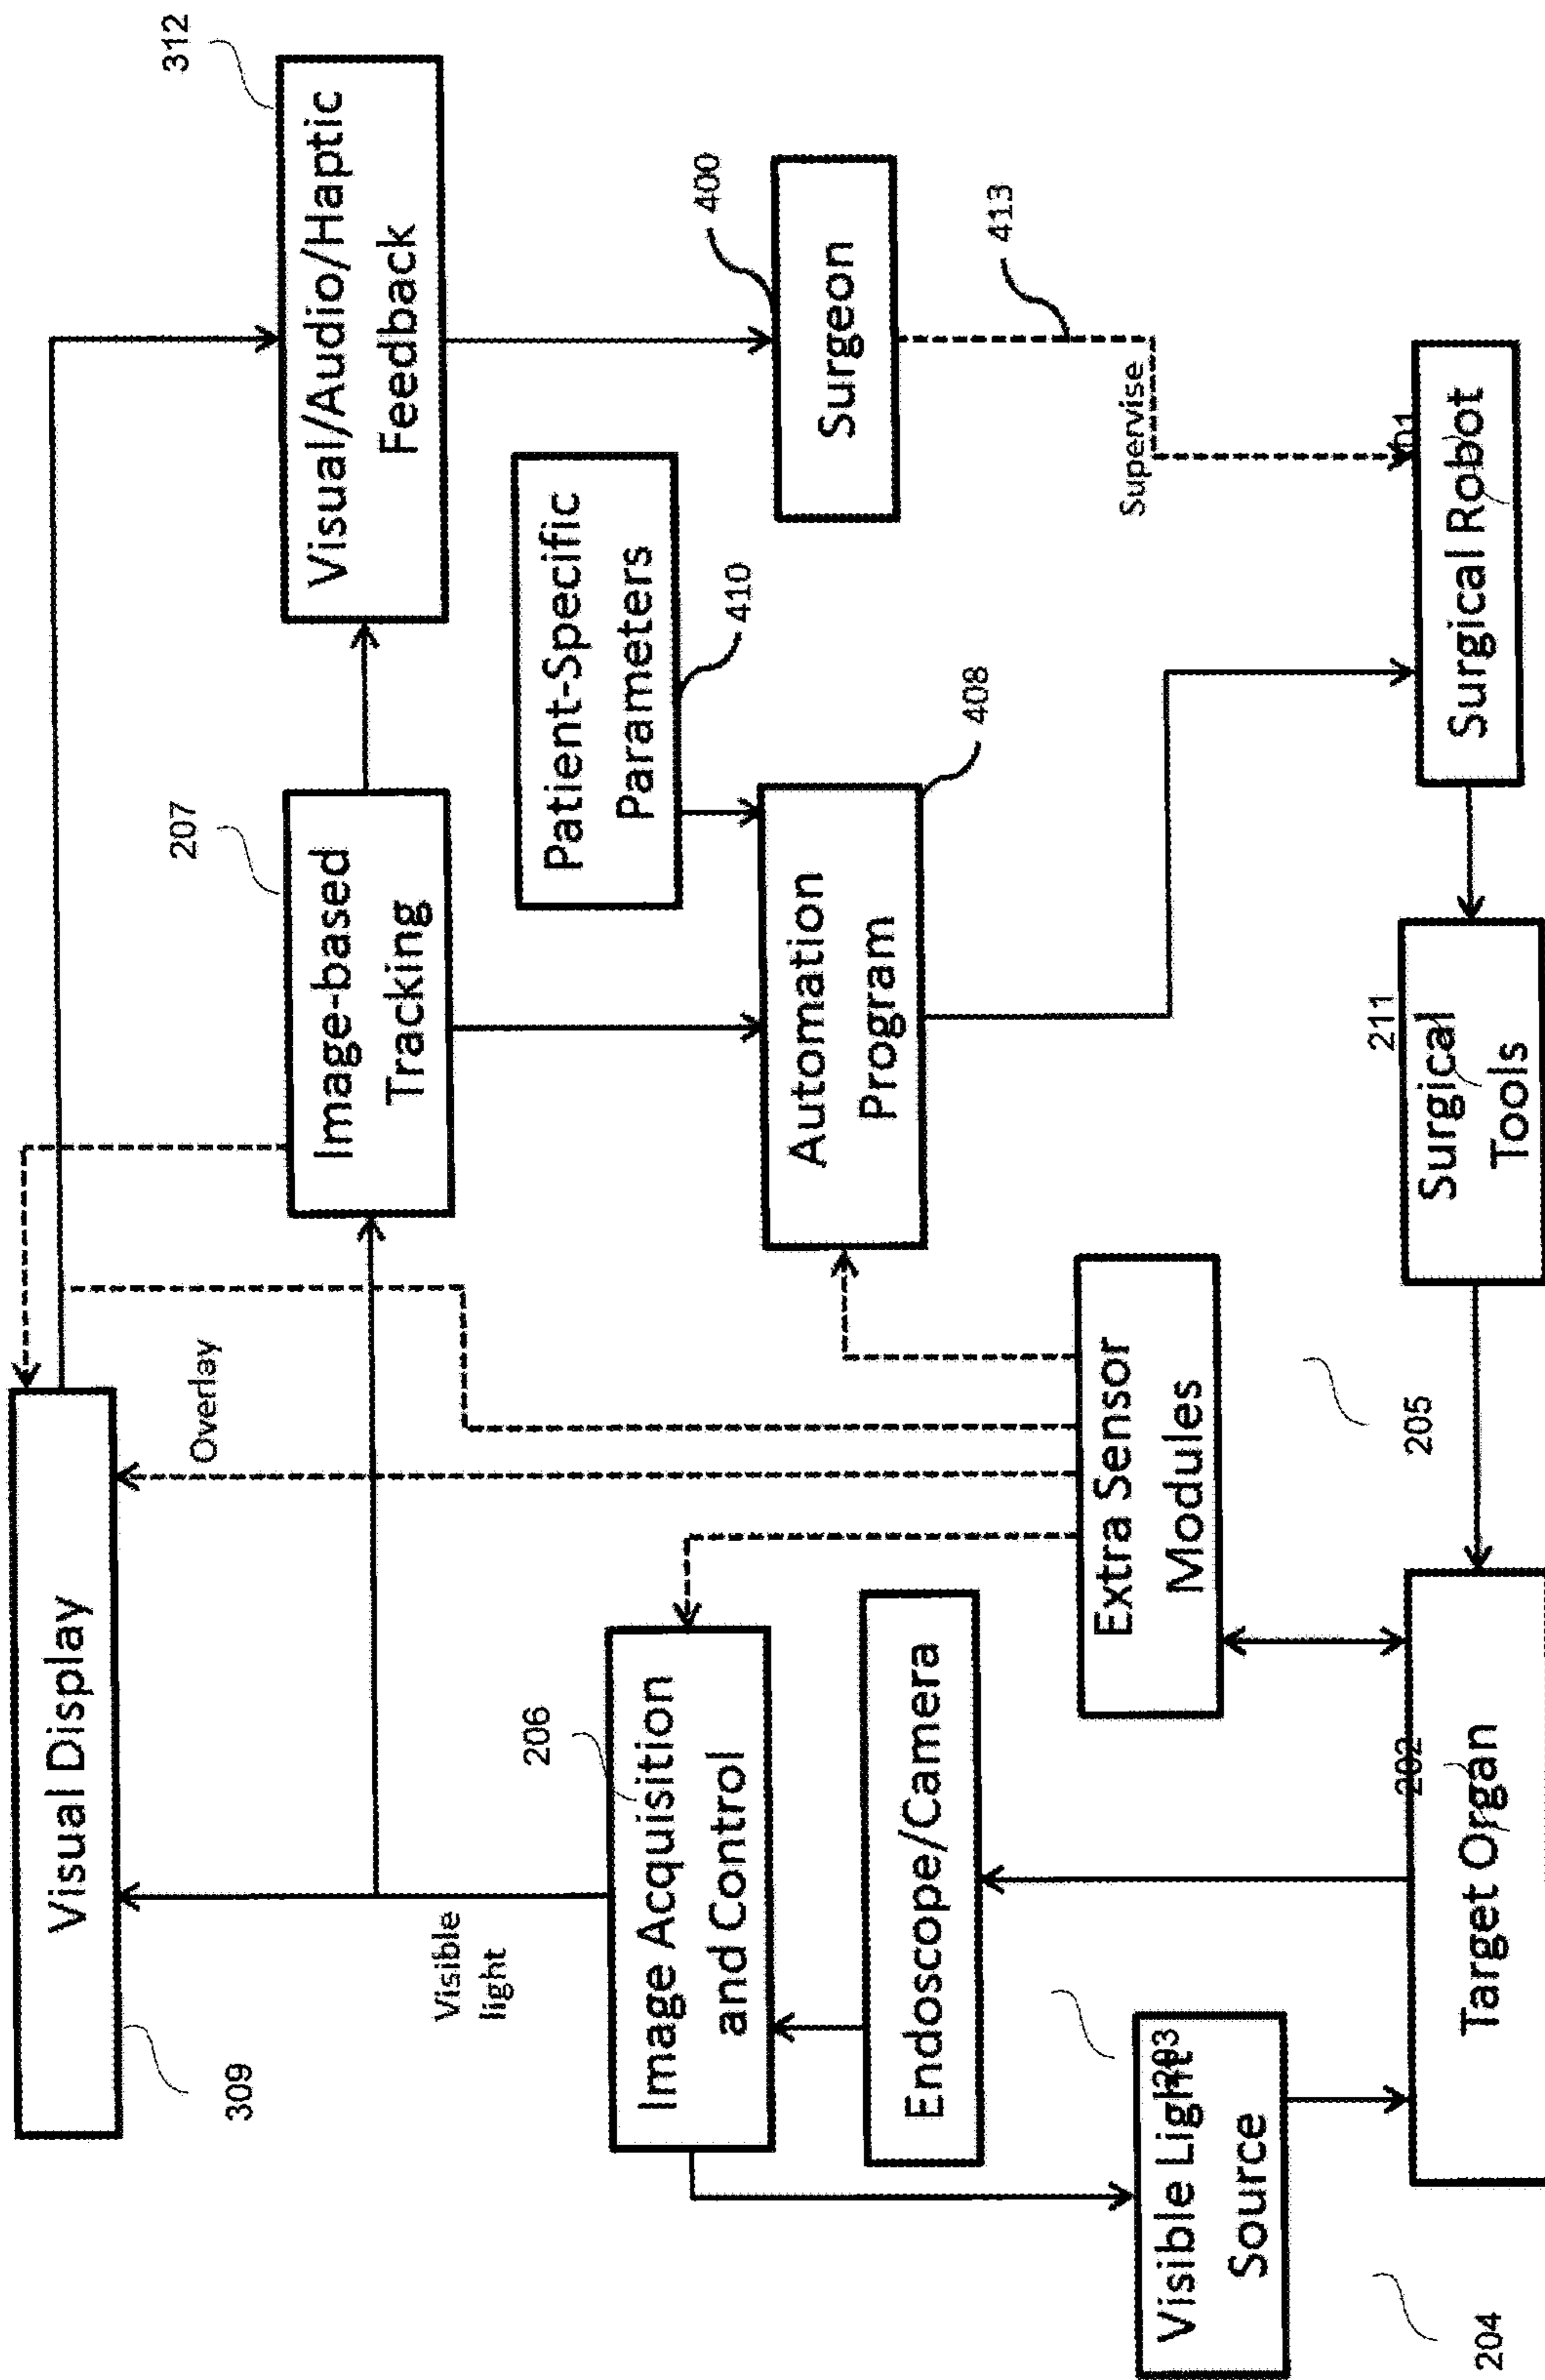 Visual Display
309
Overlay
Visible
light
Image-based
Tracking
207
Visual/Audio/Haptic
Feedback
312
Image Acquisition
and Control
206
Patient-Specific
Parameters
410
Endoscope/Camera
203
Automation
Program
408
Surgeon
400
413
Supervise
Extra Sensor
Modules
205
Visible Light
Source
204
Target Organ
202
Surgical
Tools
211
Surgical Robot